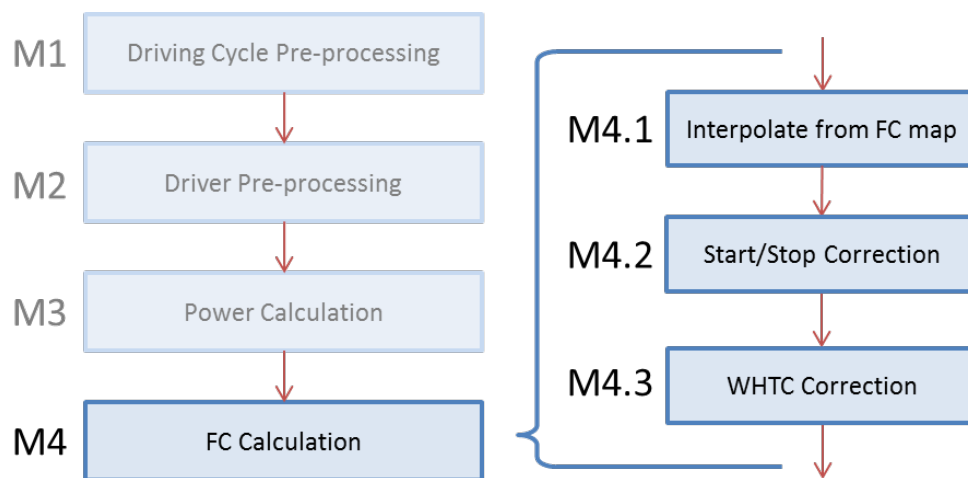 M1
Driving Cycle Pre-processing
M2
Driver Pre-processing
M3
Power Calculation
M4
FC Calculation
M4.1
Interpolate from FC map
M4.2
Start/Stop Correction
M4.3
WHTC Correction